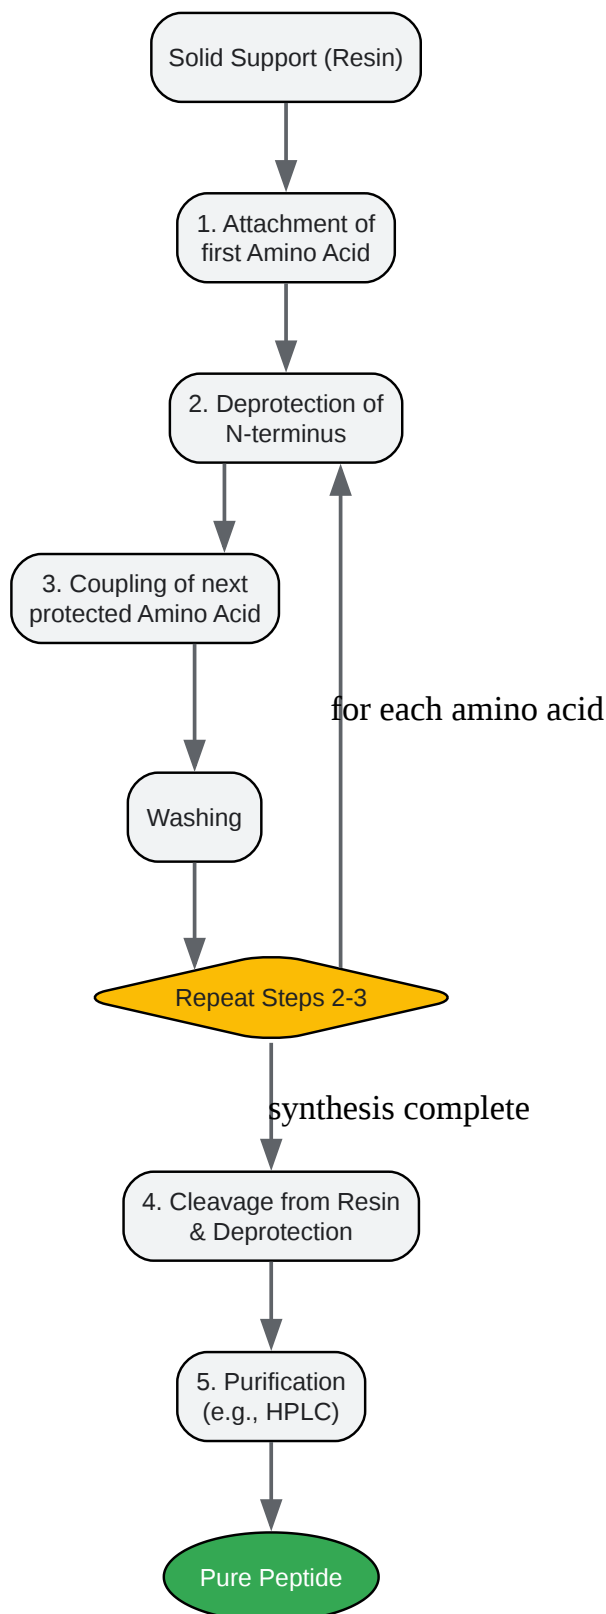 Solid Support (Resin)
1. Attachment of
first Amino Acid
2. Deprotection of
N-terminus
3. Coupling of next
protected Amino Acid
for each amino acid
Washing
Repeat Steps 2-3
synthesis complete
4. Cleavage from Resin
& Deprotection
5. Purification
(e.g., HPLC)
Pure Peptide